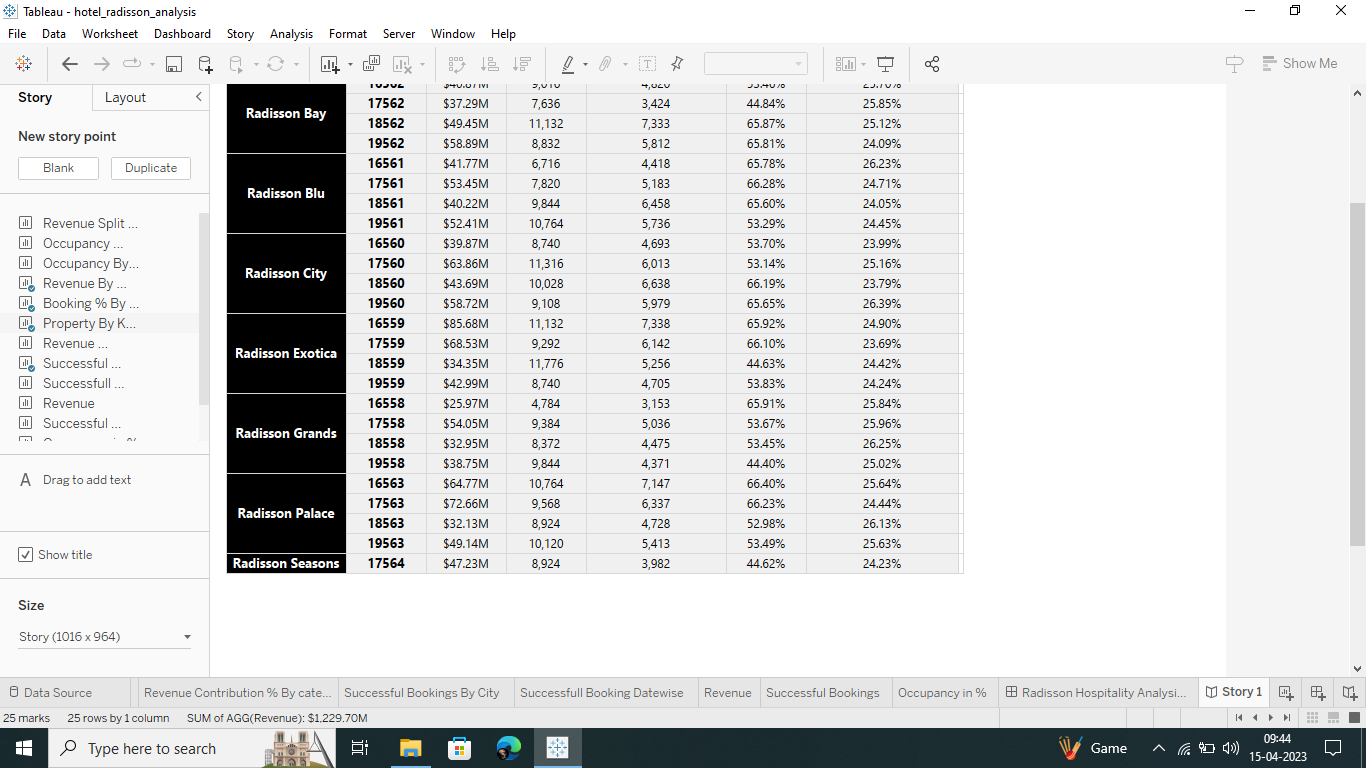 Tableau - hotel_radisson_analysis
File Data Worksheet Dashboard Story Analysis Format Server Window Help
Show Me
Story Layout
New story point
Blank Duplicate
Revenue Split ...
Occupancy ...
Occupancy By...
Revenue By ...
Booking % By ...
Property By K...
Revenue ...
Successful ...
Successfull ...
Revenue
Successful ...
A Drag to add text
Show title
Size
Story (1016 x 964)
Radisson Bay
17562 $37.29M 7,636 3,424 44.84% 25.85%
18562 $49.45M 11,132 7,333 65.87% 25.12%
19562 $58.89M 8,832 5,812 65.81% 24.09%
Radisson Blu
16561 $41.77M 6,716 4,418 65.78% 26.23%
17561 $53.45M 7,820 5,183 66.28% 24.71%
18561 $40.22M 9,844 6,458 65.60% 24.05%
19561 $52.41M 10,764 5,736 53.29% 24.45%
Radisson City
16560 $39.87M 8,740 4,693 53.70% 23.99%
17560 $63.86M 11,316 6,013 53.14% 25.16%
18560 $43.69M 10,028 6,638 66.19% 23.79%
19560 $58.72M 9,108 5,979 65.65% 26.39%
Radisson Exotica
16559 $85.68M 11,132 7,338 65.92% 24.90%
17559 $68.53M 9,292 6,142 66.10% 23.69%
18559 $34.35M 11,776 5,256 44.63% 24.42%
19559 $42.99M 8,740 4,705 53.83% 24.24%
Radisson Grands
16558 $25.97M 4,784 3,153 65.91% 25.84%
17558 $54.05M 9,384 5,036 53.67% 25.96%
18558 $32.95M 8,372 4,475 53.45% 26.25%
19558 $38.75M 9,844 4,371 44.40% 25.02%
Radisson Palace
16563 $64.77M 10,764 7,147 66.40% 25.64%
17563 $72.66M 9,568 6,337 66.23% 24.44%
18563 $32.13M 8,924 4,728 52.98% 26.13%
19563 $49.14M 10,120 5,413 53.49% 25.63%
Radisson Seasons 17564 $47.23M 8,924 3,982 44.62% 24.23%
Data Source Revenue Contribution % By cate... Successful Bookings By City Successfull Booking Datewise Revenue Successful Bookings Occupancy in % Radisson Hospitality Analysi... Story 1
25 marks 25 rows by 1 column SUM of AGG(Revenue): $1,229.70M
Type here to search
Game
09:44
15-04-2023